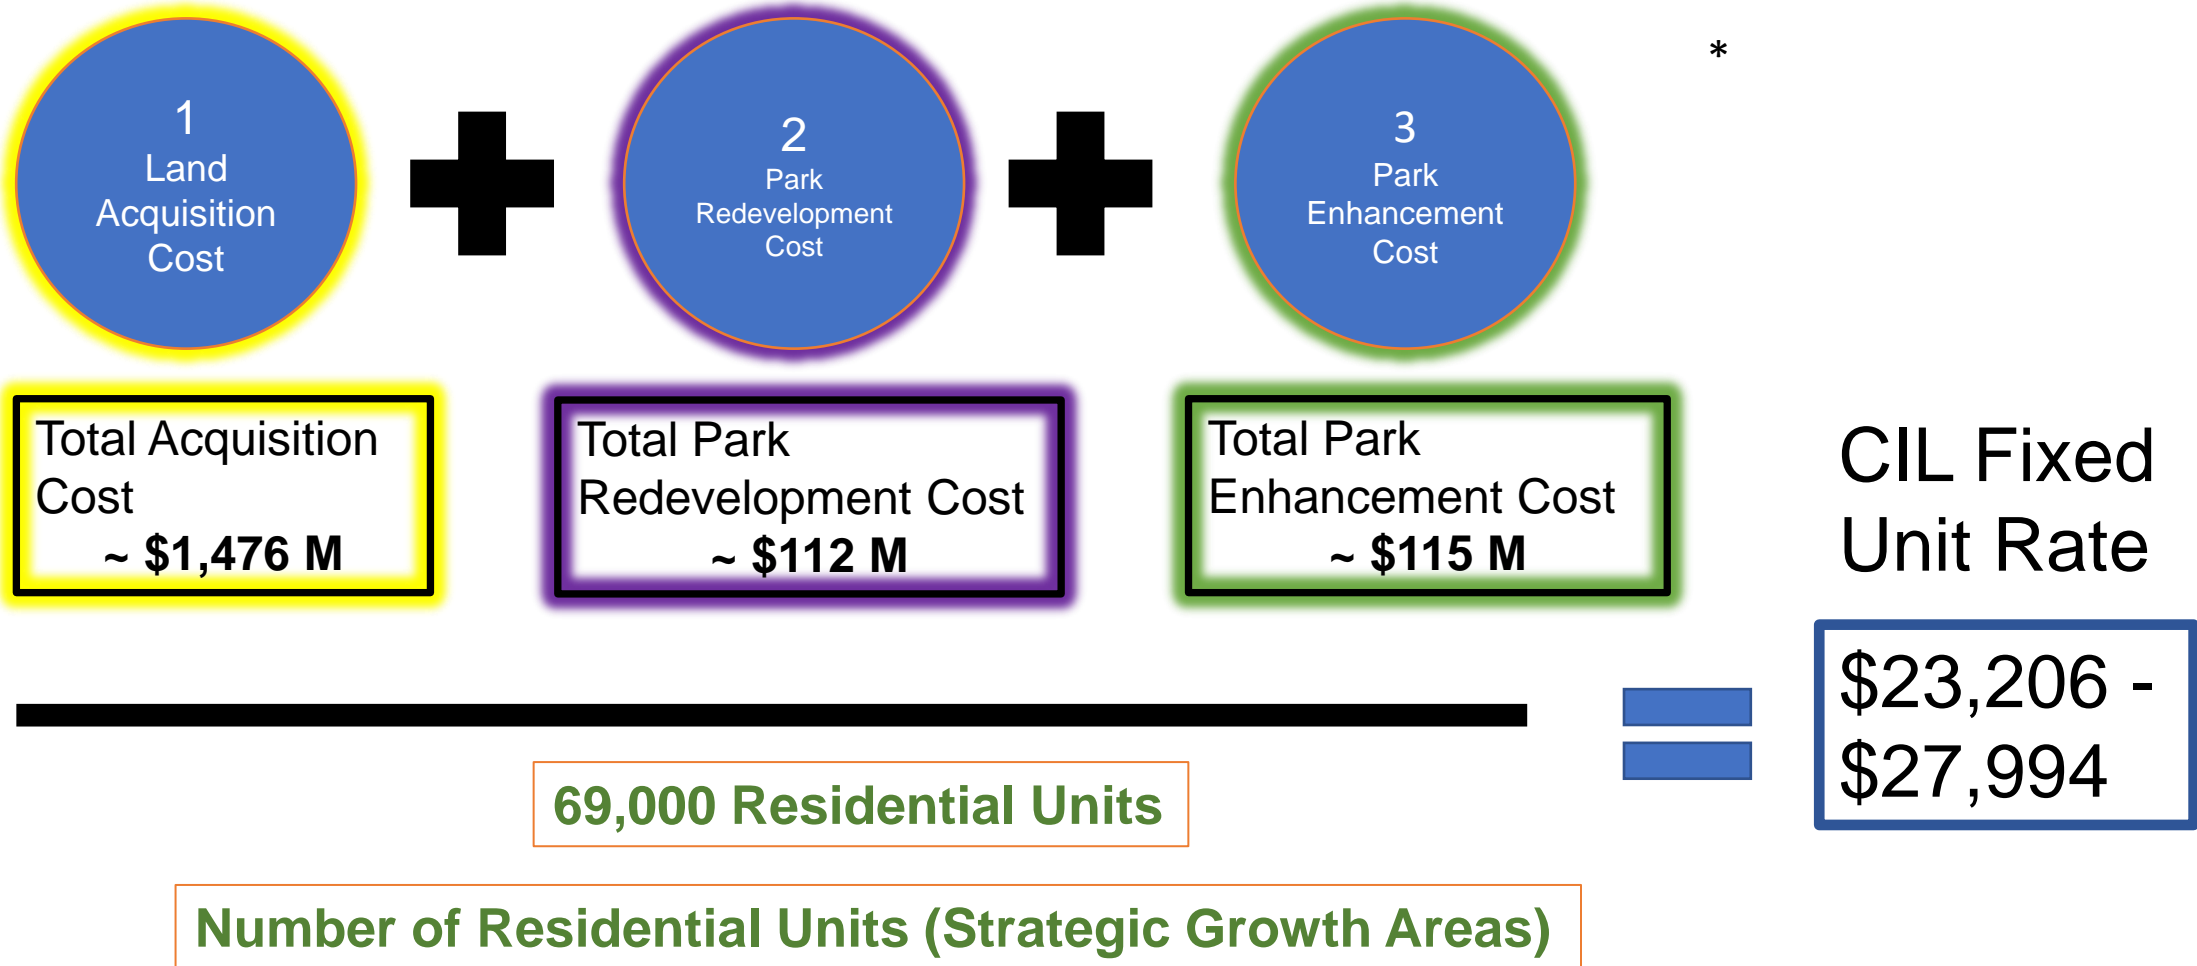 *
1
Land
Acquisition
Cost
2
Park
Redevelopment
Cost
3
Park
Enhancement
Cost
Total Acquisition
Cost
~ $1,476 M
Total Park
Redevelopment Cost
~ $112 M
Total Park
Enhancement Cost
~ $115 M
CIL Fixed
Unit Rate
$23,206 -
$27,994
69,000 Residential Units
Number of Residential Units (Strategic Growth Areas)